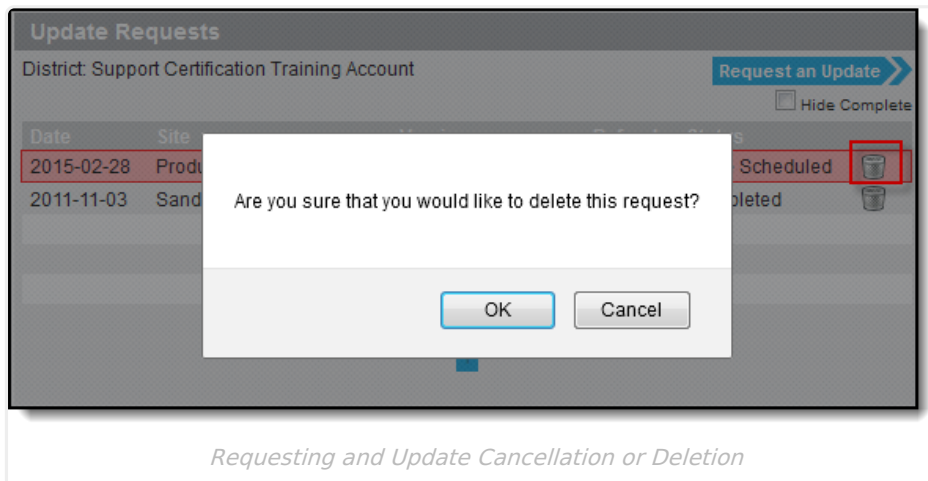 Update Requests
District: Support Certification Training Account
Request an Update
Hide Complete
Date Site
2015-02-28 Scheduled
2011-11-03
Are you sure that you would like to delete this request?
OK Cancel
Requesting and Update Cancellation or Deletion